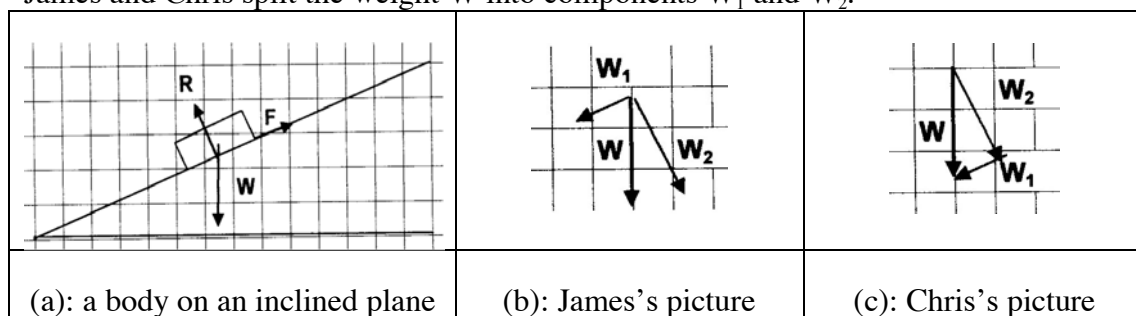 James and Chris split the weight W into components W₁ and W₂.
R
F
W
W₁
W
W₂
W
W₂
W₁
(a): a body on an inclined plane
(b): James's picture
(c): Chris's picture